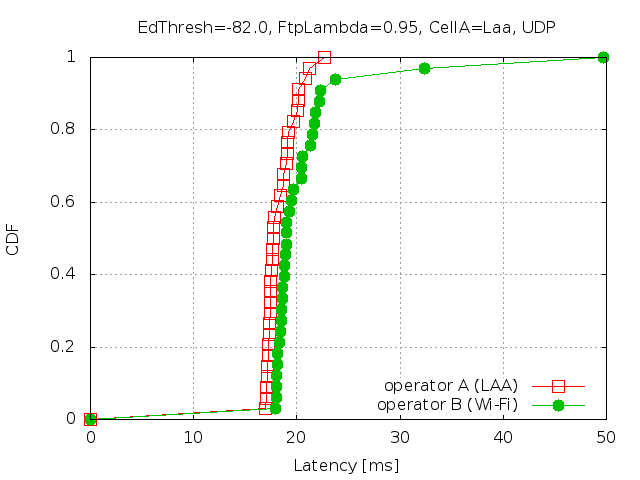 EdThresh=-82.0, FtpLambda=0.95, CellA=Laa, UDP
1
0.8
0.6
0.4
0.2
0
CDF
operator A (LAA)
operator B (Wi-Fi)
0 10 20 30 40 50
Latency [ms]